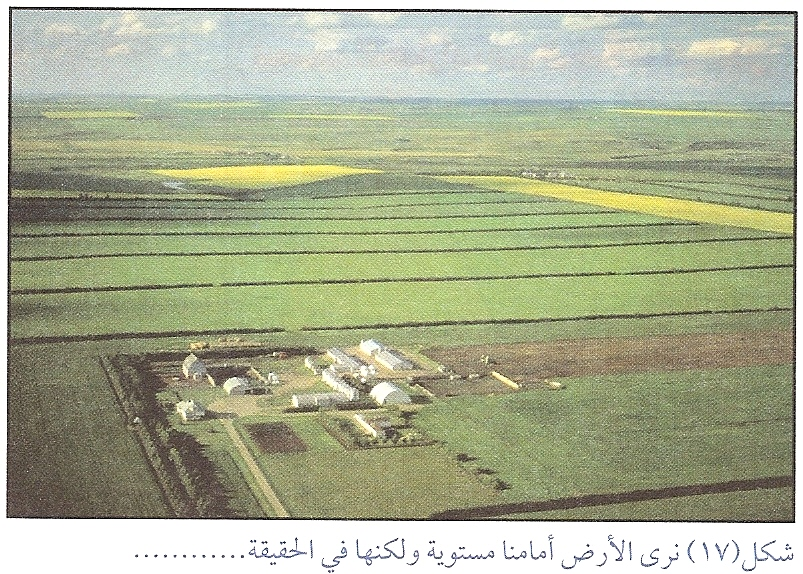 شكل (١٧) نرى الأرض أمامنا مستوية ولكنها في الحقيقة............